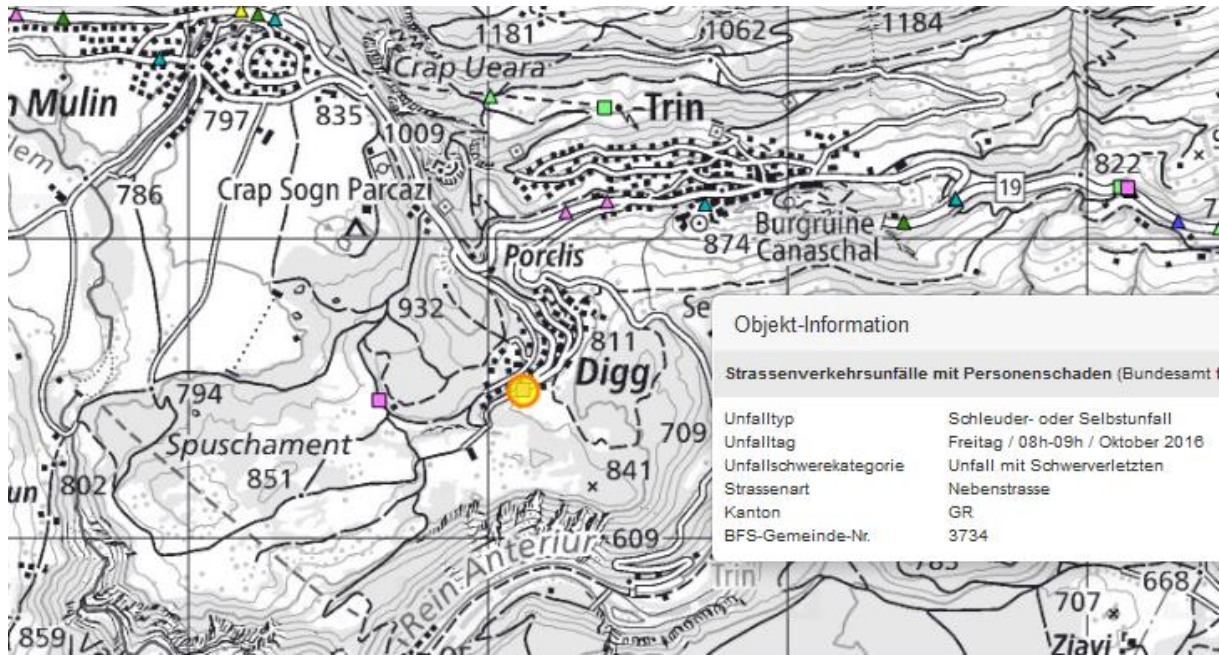 1181
1062
1184
Crap Ueara
Mulin
797
835
1009
Trin
786
Crap Sogn Parcazi
19
822
Burgruine
Canaschal
874
Porclis
932
Se
811
Digg
794
Spuschament
851
709
841
802
un
609
Rein Anteriur
Trin
859
707
668
Ziavi
Objekt-Information
Strassenverkehrsunfälle mit Personenschaden (Bundesamt f
Unfalltyp Schleuder- oder Selbstunfall
Unfalltag Freitag / 08h-09h / Oktober 2016
Unfallschwerekategorie Unfall mit Schwerverletzten
Strassenart Nebenstrasse
Kanton GR
BFS-Gemeinde-Nr. 3734